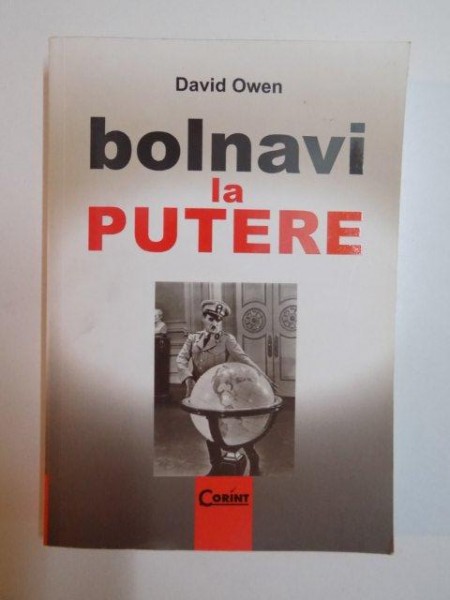 David Owen
bolnavi
la
PUTERE
CORINT